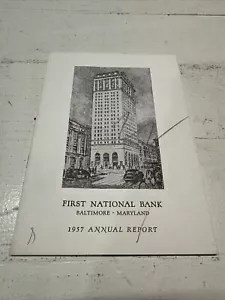 FIRST NATIONAL BANK
BALTIMORE · MARYLAND
1957 ANNUAL REPORT